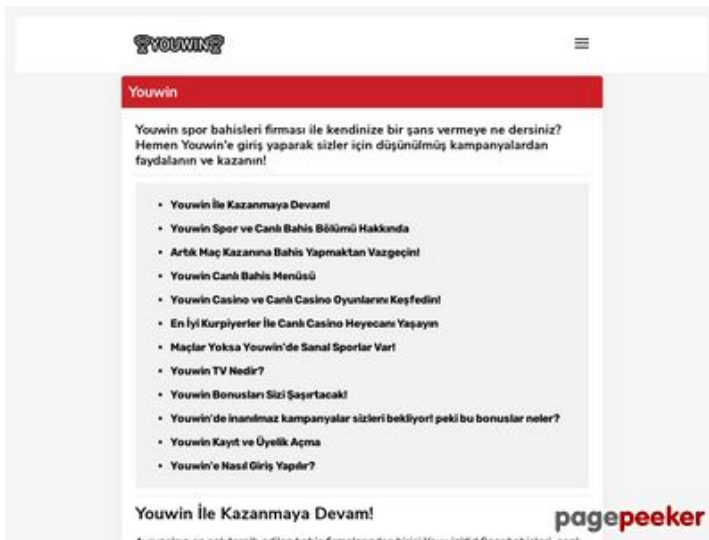 YOUWIN
Youwin
Youwin spor bahisleri firması ile kendinize bir şans vermeye ne dersiniz?
Hemen Youwin'e giriş yaparak sizler için düşünülmüş kampanyalardan
faydalanın ve kazanın!
• Youwin İle Kazanmaya Devam!
• Youwin Spor ve Canlı Bahis Bölümü Hakkında
• Artık Maç Kazanına Bahis Yapmaktan Vazgeçin!
• Youwin Canlı Bahis Menüsü
• Youwin Casino ve Canlı Casino Oyunlarını Keşfedin!
• En İyi Kurpiyerler İle Canlı Casino Heyecanı Yaşayın
• Maçlar Yoksa Youwin'de Sanal Sporlar Var!
• Youwin TV Nedir?
• Youwin Bonusları Sizi Şaşırtacak!
• Youwin'de inanılmaz kampanyalar sizleri bekliyor! peki bu bonuslar neler?
• Youwin Kayıt ve Üyelik Açma
• Youwin'e Nasıl Giriş Yapılır?
Youwin İle Kazanmaya Devam!
pagepeeker